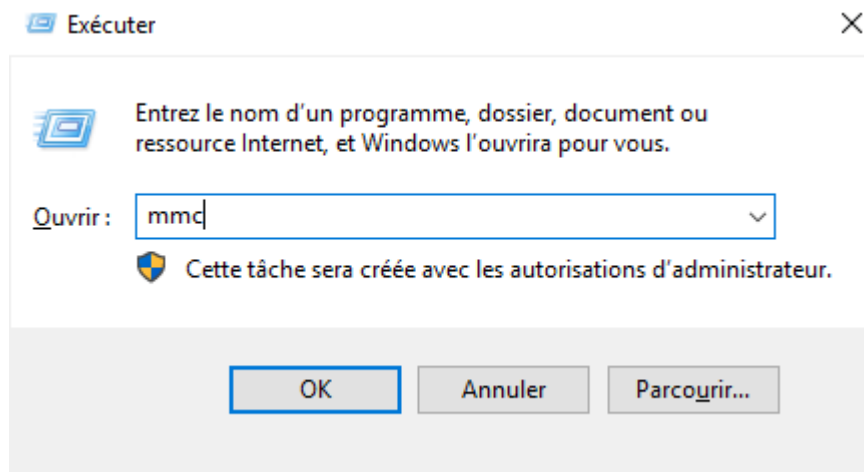 Exécuter
Entrez le nom d'un programme, dossier, document ou
ressource Internet, et Windows l'ouvrira pour vous.
Ouvrir : mmc
Cette tâche sera créée avec les autorisations d'administrateur.
OK Annuler Parcourir...